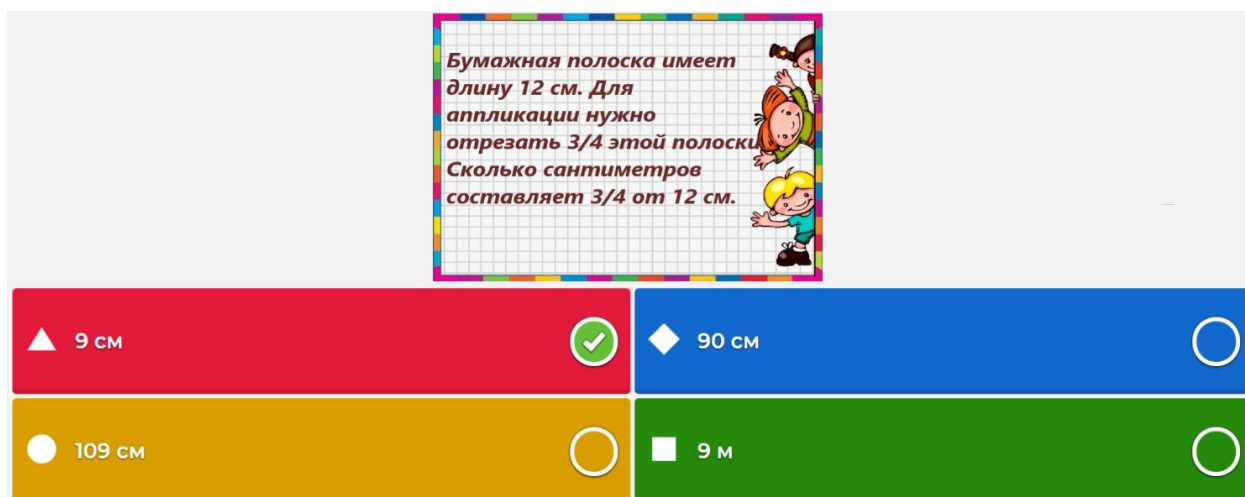 Бумажная полоска имеет
длину 12 см. Для
аппликации нужно
отрезать 3/4 этой полоски
Сколько сантиметров
составляет 3/4 от 12 см.
9 см
90 см
109 см
9 м